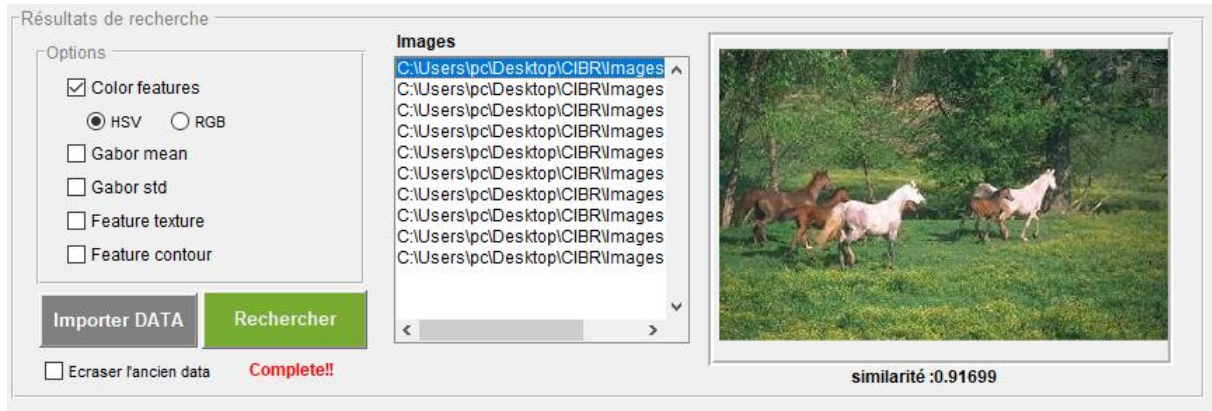 Résultats de recherche
Options
Color features
HSV RGB
Gabor mean
Gabor std
Feature texture
Feature contour
Importer DATA
Rechercher
Ecraser l'ancien data
Complete!!
Images
C:\Users\pc\Desktop\CIBR\Images
C:\Users\pc\Desktop\CIBR\Images
C:\Users\pc\Desktop\CIBR\Images
C:\Users\pc\Desktop\CIBR\Images
C:\Users\pc\Desktop\CIBR\Images
C:\Users\pc\Desktop\CIBR\Images
C:\Users\pc\Desktop\CIBR\Images
C:\Users\pc\Desktop\CIBR\Images
C:\Users\pc\Desktop\CIBR\Images
C:\Users\pc\Desktop\CIBR\Images
similarité :0.91699